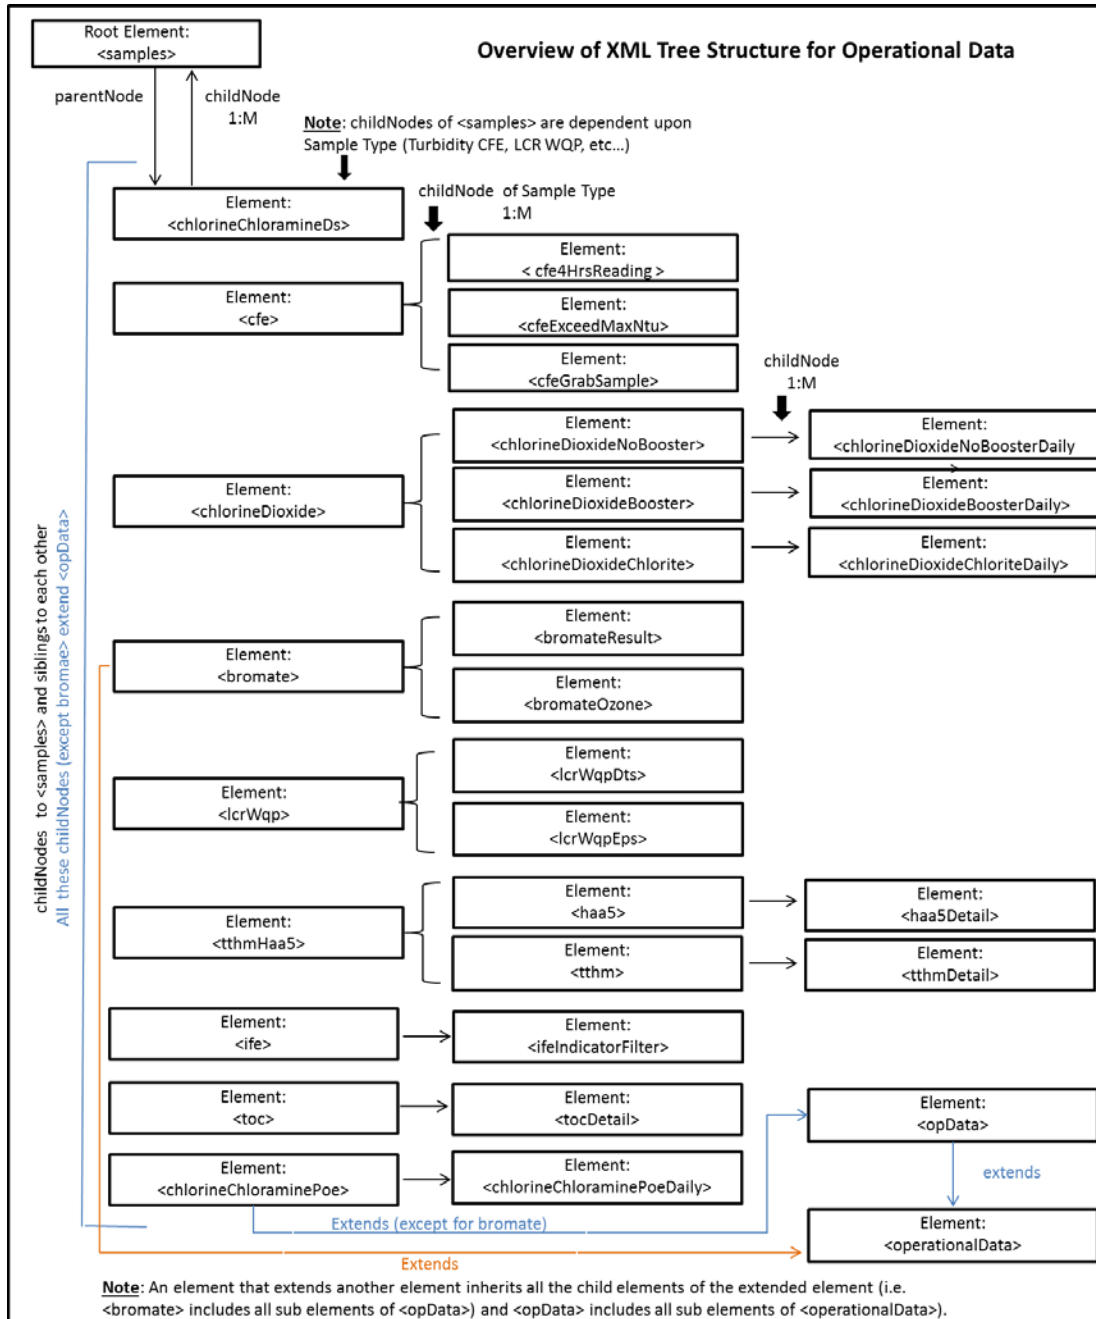 Root Element:
<samples>
Overview of XML Tree Structure for Operational Data
parentNode
childNode
1:M
Note: childNodes of <samples> are dependent upon
Sample Type (Turbidity CFE, LCR WQP, etc...)
childNode of Sample Type
1:M
Element:
<chlorineChloramineDs>
Element:
< cfe4HrsReading >
Element:
<cfe>
Element:
<cfeExceedMaxNtu>
Element:
<cfeGrabSample>
childNode
1:M
Element:
<chlorineDioxideNoBooster>
Element:
<chlorineDioxideNoBoosterDaily
Element:
<chlorineDioxide>
Element:
<chlorineDioxideBooster>
Element:
<chlorineDioxideBoosterDaily>
Element:
<chlorineDioxideChlorite>
Element:
<chlorineDioxideChloriteDaily>
childNodes to <samples> and siblings to each other
All these childNodes (except bromae> extend <opData>
Element:
<bromate>
Element:
<bromateResult>
Element:
<bromateOzone>
Element:
<lcrWqp>
Element:
<lcrWqpDts>
Element:
<lcrWqpEps>
Element:
<tthmHaa5>
Element:
<haa5>
Element:
<haa5Detail>
Element:
<tthm>
Element:
<tthmDetail>
Element:
<ife>
Element:
<ifeIndicatorFilter>
Element:
<toc>
Element:
<tocDetail>
Element:
<opData>
Element:
<chlorineChloraminePoe>
Element:
<chlorineChloraminePoeDaily>
extends
Extends (except for bromate)
Element:
<operationalData>
Extends
Note: An element that extends another element inherits all the child elements of the extended element (i.e.
<bromate> includes all sub elements of <opData>) and <opData> includes all sub elements of <operationalData>).